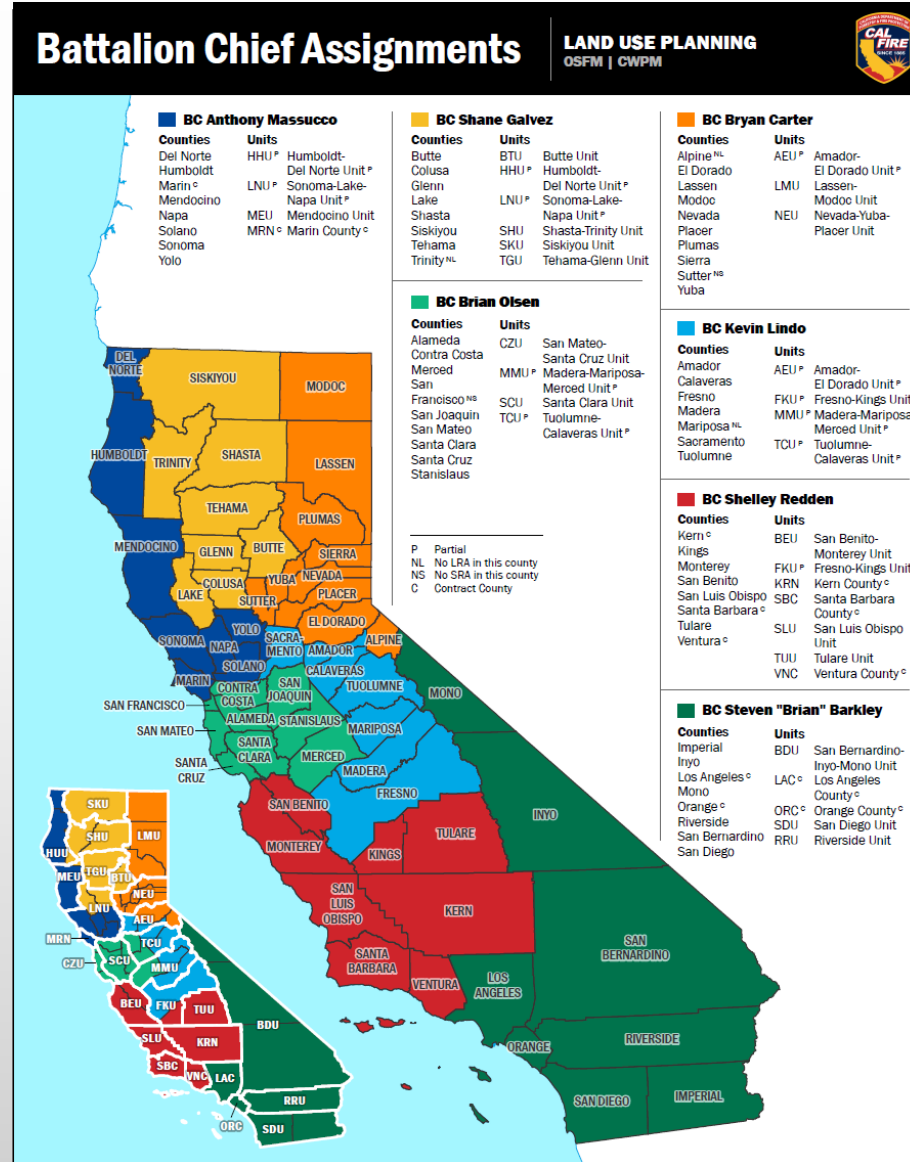 Battalion Chief Assignments
LAND USE PLANNING
OSFM | CWPM
CAL
FIRE
SINCE 1885
BC Anthony Massucco
Counties Units
Del Norte HHU P Humboldt-
Humboldt Del Norte Unit P
Marin C LNU P Sonoma-Lake-
Mendocino Napa Unit P
Napa MEU Mendocino Unit
Solano MRN C Marin County C
Sonoma
Yolo
BC Shane Galvez
Counties Units
Butte BTU Butte Unit
Colusa HHU P Humboldt-
Glenn Del Norte Unit P
Lake LNU P Sonoma-Lake-
Shasta Napa Unit P
Siskiyou SHU Shasta-Trinity Unit
Tehama SKU Siskiyou Unit
Trinity NL TGU Tehama-Glenn Unit
BC Bryan Carter
Counties Units
Alpine NL AEU P Amador-
El Dorado El Dorado Unit P
Lassen LMU Lassen-
Modoc Modoc Unit
Nevada NEU Nevada-Yuba-
Placer Placer Unit
Plumas
Sierra
Sutter NS
Yuba
BC Brian Olsen
Counties Units
Alameda CZU San Mateo-
Contra Costa Santa Cruz Unit
Merced MMU P Madera-Mariposa-
San Merced Unit P
Francisco NS SCU Santa Clara Unit
San Joaquin TCU P Tuolumne-
San Mateo Calaveras Unit P
Santa Clara
Santa Cruz
Stanislaus
BC Kevin Lindo
Counties Units
Amador AEU P Amador-
Calaveras El Dorado Unit P
Fresno FKU P Fresno-Kings Unit
Madera MMU P Madera-Mariposa
Mariposa NL Merced Unit P
Sacramento TCU P Tuolumne-
Tuolumne Calaveras Unit P
BC Shelley Redden
Counties Units
Kern C BEU San Benito-
Kings Monterey Unit
Monterey FKU P Fresno-Kings Unit
San Benito KRN Kern County C
San Luis Obispo SBC Santa Barbara
Santa Barbara C County C
Tulare SLU San Luis Obispo
Ventura C Unit
TUU Tulare Unit
VNC Ventura County C
BC Steven "Brian" Barkley
Counties Units
Imperial BDU San Bernardino-
Inyo Inyo-Mono Unit
Los Angeles C LAC C Los Angeles
Mono County C
Orange C ORC C Orange County C
Riverside SDU San Diego Unit
San Bernardino RRU Riverside Unit
San Diego
P Partial
NL No LRA in this county
NS No SRA in this county
C Contract County
DEL
NORTE
SISKIYOU
MODOC
HUMBOLDT
TRINITY
SHASTA
LASSEN
TEHAMA
PLUMAS
MENDOCINO
GLENN
BUTTE
SIERRA
LAKE
COLUSA
YUBA
NEVADA
SUTTER
PLACER
EL DORADO
SONOMA
NAPA
YOLO
SACRA-
MENTO
AMADOR
ALPINE
SOLANO
CALAVERAS
MARIN
CONTRA
COSTA
SAN
JOAQUIN
TUOLUMNE
MONO
SAN FRANCISCO
ALAMEDA
STANISLAUS
SAN MATEO
MARIPOSA
SANTA
CLARA
MERCED
SANTA
CRUZ
MADERA
SAN BENITO
FRESNO
INYO
MONTEREY
KINGS
TULARE
SAN
LUIS
OBISPO
KERN
SAN
BERNARDINO
SANTA
BARBARA
VENTURA
LOS
ANGELES
ORANGE
RIVERSIDE
SAN DIEGO
IMPERIAL
SKU
SHU
LMU
HUU
TGU
BTU
MEU
NEU
LNU
AEU
MRN
TCU
CZU
SCU
MMU
BEU
FKU
TUU
BDU
SLU
KRN
SBC
VNC
LAC
RRU
ORC
SDU